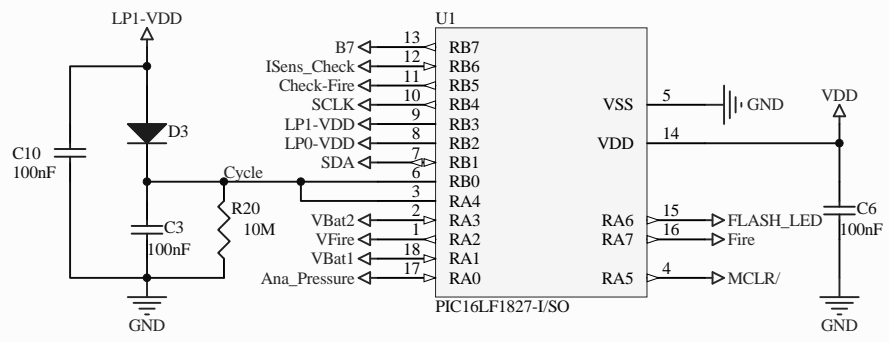 LP1-VDD
U1
B7 13 RB7
ISens_Check 12 RB6
Check-Fire 11 RB5
SCLK 10 RB4 VSS 5 GND VDD
LP1-VDD 9 RB3
D3
LP0-VDD 8 RB2 VDD 14
C10
100nF
SDA 7 RB1
Cycle 6 RB0
3 RA4
R20
10M
C6
100nF
VBat2 2 RA3 RA6 15 FLASH_LED
C3
100nF
VFire 1 RA2 RA7 16 Fire
VBat1 18 RA1
Ana_Pressure 17 RA0 RA5 4 MCLR/
PIC16LF1827-I/SO
GND
GND